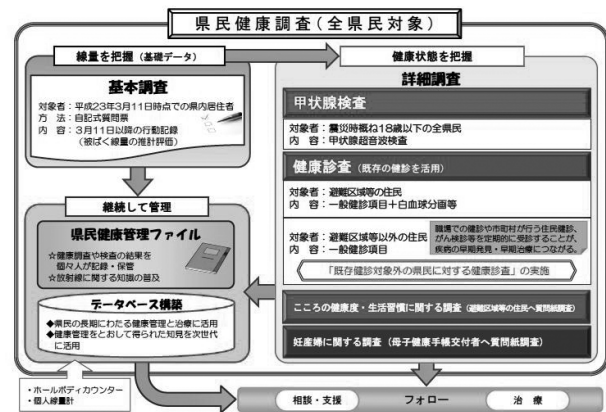 県民健康調査(全県民対象)
線量を把握(基礎データ)
基本調査
対象者：平成23年3月11日時点での県内居住者
方　法：自記式質問票
内　容：3月11日以降の行動記録
(被ばく線量の推計評価)
継続して管理
県民健康管理ファイル
☆健康調査や検査の結果を
個々人が記録・保管
☆放射線に関する知識の普及
データベース構築
◆県民の長期にわたる健康管理と治療に活用
◆健康管理をとおして得られた知見を次世代
に活用
・ホールボディカウンター
・個人線量計
健康状態を把握
詳細調査
甲状腺検査
対象者：震災時概ね18歳以下の全県民
内　容：甲状腺超音波検査
健康診査(既存の健診を活用)
対象者：避難区域等の住民
内　容：一般健診項目＋白血球分画等
対象者：避難区域等以外の住民
内　容：一般健診項目
職場での健診や市町村が行う住民健診、
がん検診等を定期的に受診することが、
疾病の早期発見・早期治療につながる。
「既存健診対象外の県民に対する健康診査」の実施
こころの健康度・生活習慣に関する調査(避難区域等の住民へ質問紙調査)
妊産婦に関する調査(母子健康手帳交付者へ質問紙調査)
相談・支援
フォロー
治　療